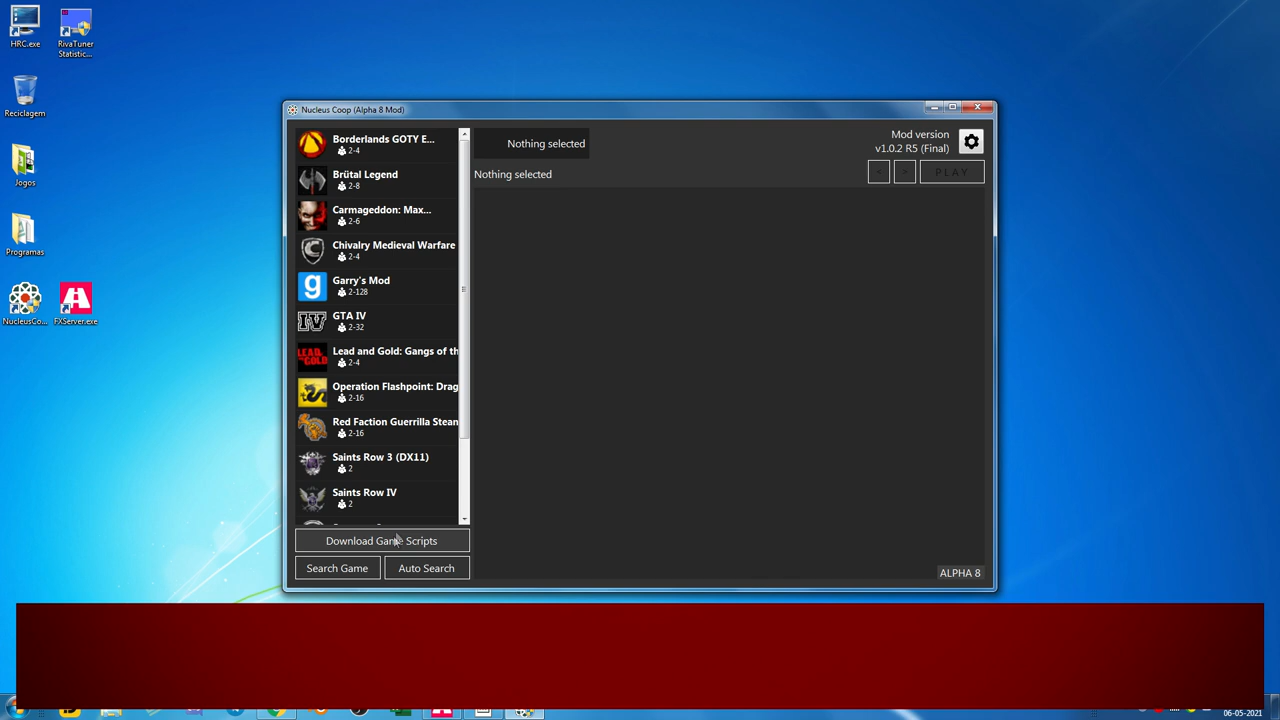 HRC.exe
RivaTuner
Statistic...
Reciclagem
Jogos
Programas
NucleusCo...
FXServer.exe
Nucleus Coop (Alpha 8 Mod)
Borderlands GOTY E...
2-4
Brütal Legend
2-8
Carmageddon: Max...
2-6
Chivalry Medieval Warfare
2-4
Garry's Mod
2-128
GTA IV
2-32
Lead and Gold: Gangs of th
2-4
Operation Flashpoint: Drag
2-16
Red Faction Guerrilla Stean
2-16
Saints Row 3 (DX11)
2
Saints Row IV
2
Download Game Scripts
Search Game
Auto Search
Nothing selected
Nothing selected
Mod version
v1.0.2 R5 (Final)
<
>
PLAY
ALPHA 8
06-05-2021